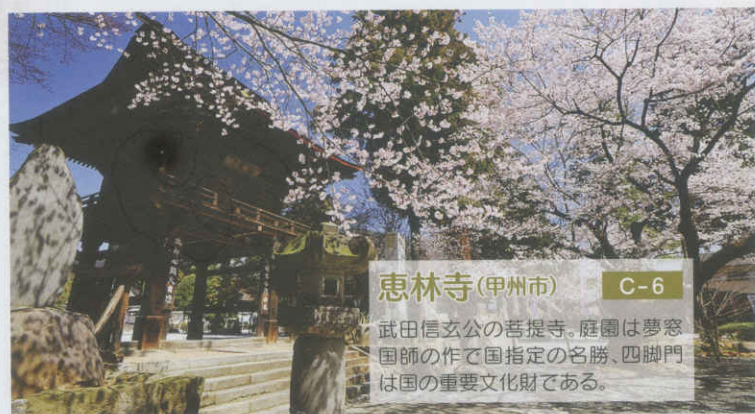 恵林寺(甲州市) C-6
武田信玄公の菩提寺。庭園は夢窓
国師の作で国指定の名勝、四脚門
は国の重要文化財である。